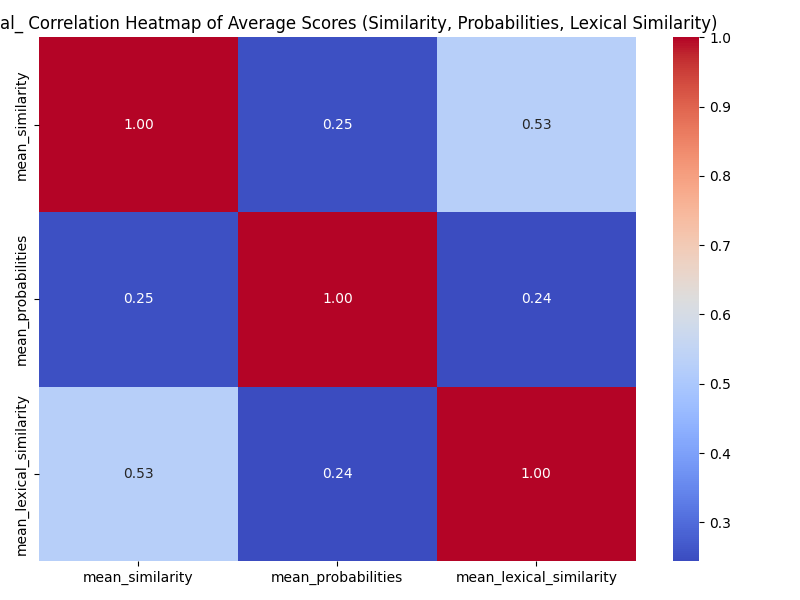 al_ Correlation Heatmap of Average Scores (Similarity, Probabilities, Lexical Similarity)
mean_similarity
1.00
0.25
0.53
mean_probabilities
0.25
1.00
0.24
mean_lexical_similarity
0.53
0.24
1.00
mean_similarity
mean_probabilities
mean_lexical_similarity
1.0
0.9
0.8
0.7
0.6
0.5
0.4
0.3